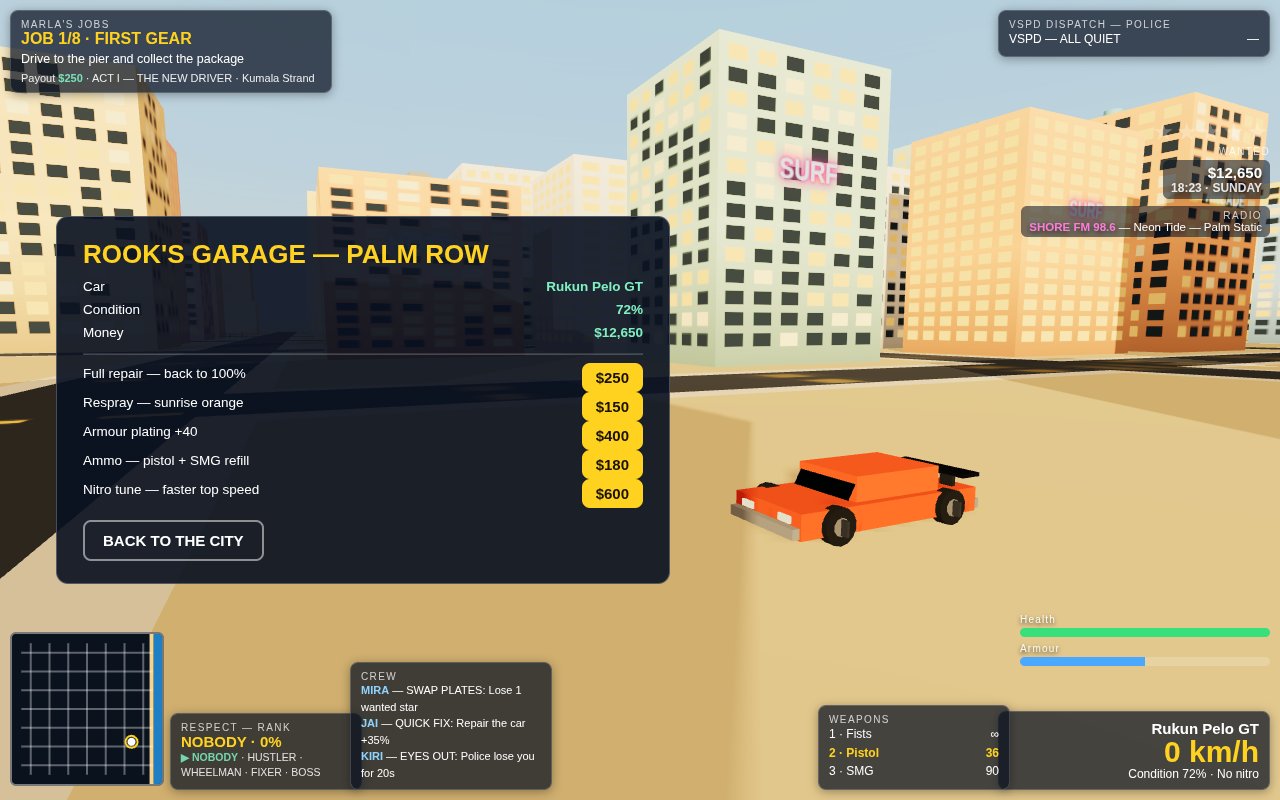 MARLA'S JOBS
JOB 1/8 · FIRST GEAR
Drive to the pier and collect the package
Payout $250 · ACT I — THE NEW DRIVER · Kumala Strand
VSPD DISPATCH — POLICE
VSPD — ALL QUIET —
★ ★ ★ ★ ★
WANTED
$12,650
18:23 · SUNDAY
RADIO
SHORE FM 98.6 — Neon Tide — Palm Static
SURF
SURF
ROOK'S GARAGE — PALM ROW
Car Rukun Pelo GT
Condition 72%
Money $12,650
Full repair — back to 100% $250
Respray — sunrise orange $150
Armour plating +40 $400
Ammo — pistol + SMG refill $180
Nitro tune — faster top speed $600
BACK TO THE CITY
Health
Armour
RESPECT — RANK
NOBODY · 0%
▶ NOBODY · HUSTLER ·
WHEELMAN · FIXER · BOSS
CREW
MIRA — SWAP PLATES: Lose 1
wanted star
JAI — QUICK FIX: Repair the car
+35%
KIRI — EYES OUT: Police lose you
for 20s
WEAPONS
1 · Fists ∞
2 · Pistol 36
3 · SMG 90
Rukun Pelo GT
0 km/h
Condition 72% · No nitro